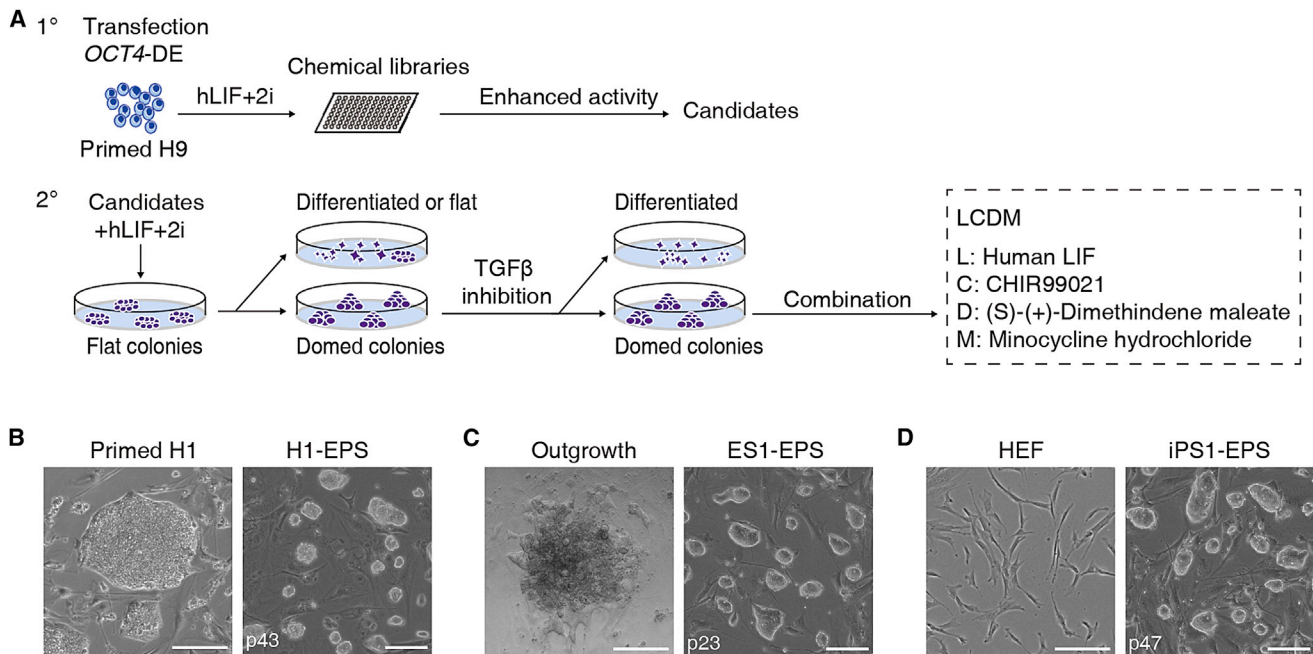 A
1°
Transfection
OCT4-DE
hLIF+2i
Chemical libraries
Enhanced activity
Candidates
Primed H9
2°
Candidates
+hLIF+2i
Flat colonies
Differentiated or flat
Domed colonies
TGFβ
inhibition
Differentiated
Domed colonies
Combination
LCDM
L: Human LIF
C: CHIR99021
D: (S)-(+)-Dimethindene maleate
M: Minocycline hydrochloride
B
Primed H1
H1-EPS
p43
C
Outgrowth
ES1-EPS
p23
D
HEF
iPS1-EPS
p47